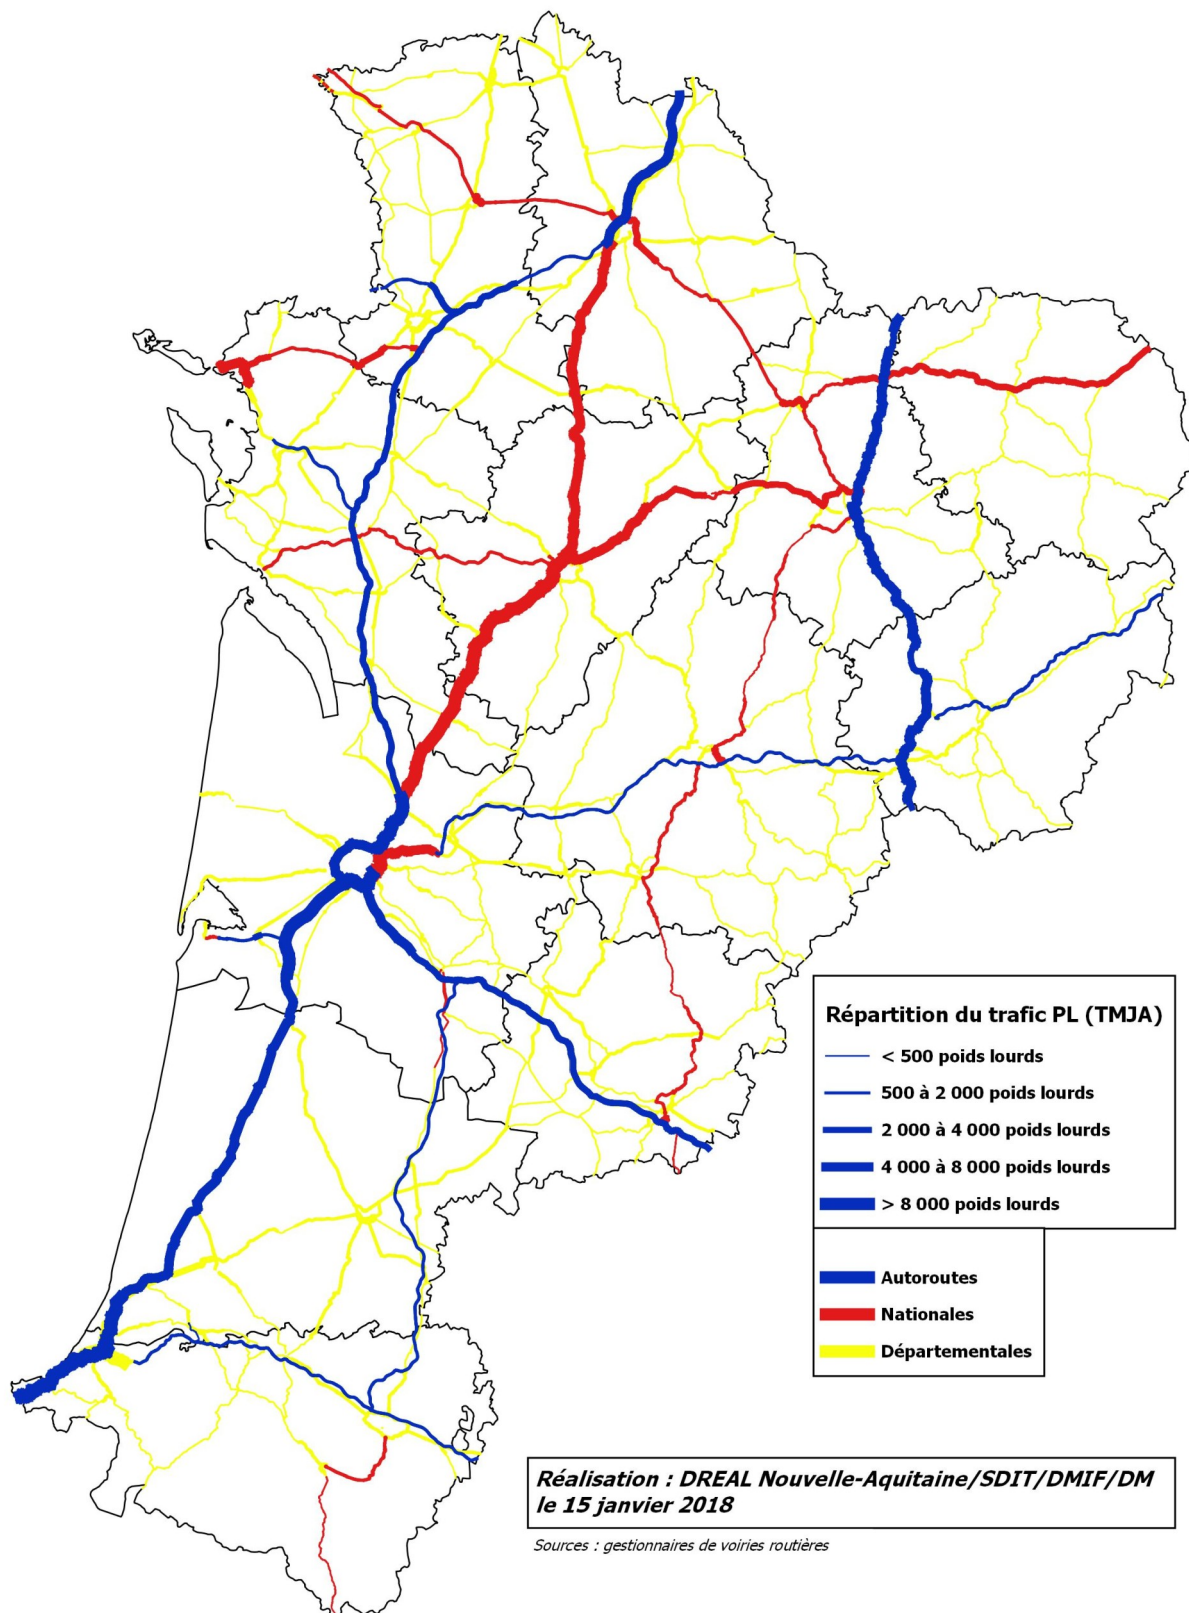 Répartition du trafic PL (TMJA)
< 500 poids lourds
500 à 2 000 poids lourds
2 000 à 4 000 poids lourds
4 000 à 8 000 poids lourds
> 8 000 poids lourds
Autoroutes
Nationales
Départementales
Réalisation : DREAL Nouvelle-Aquitaine/SDIT/DMIF/DM
le 15 janvier 2018
Sources : gestionnaires de voiries routières